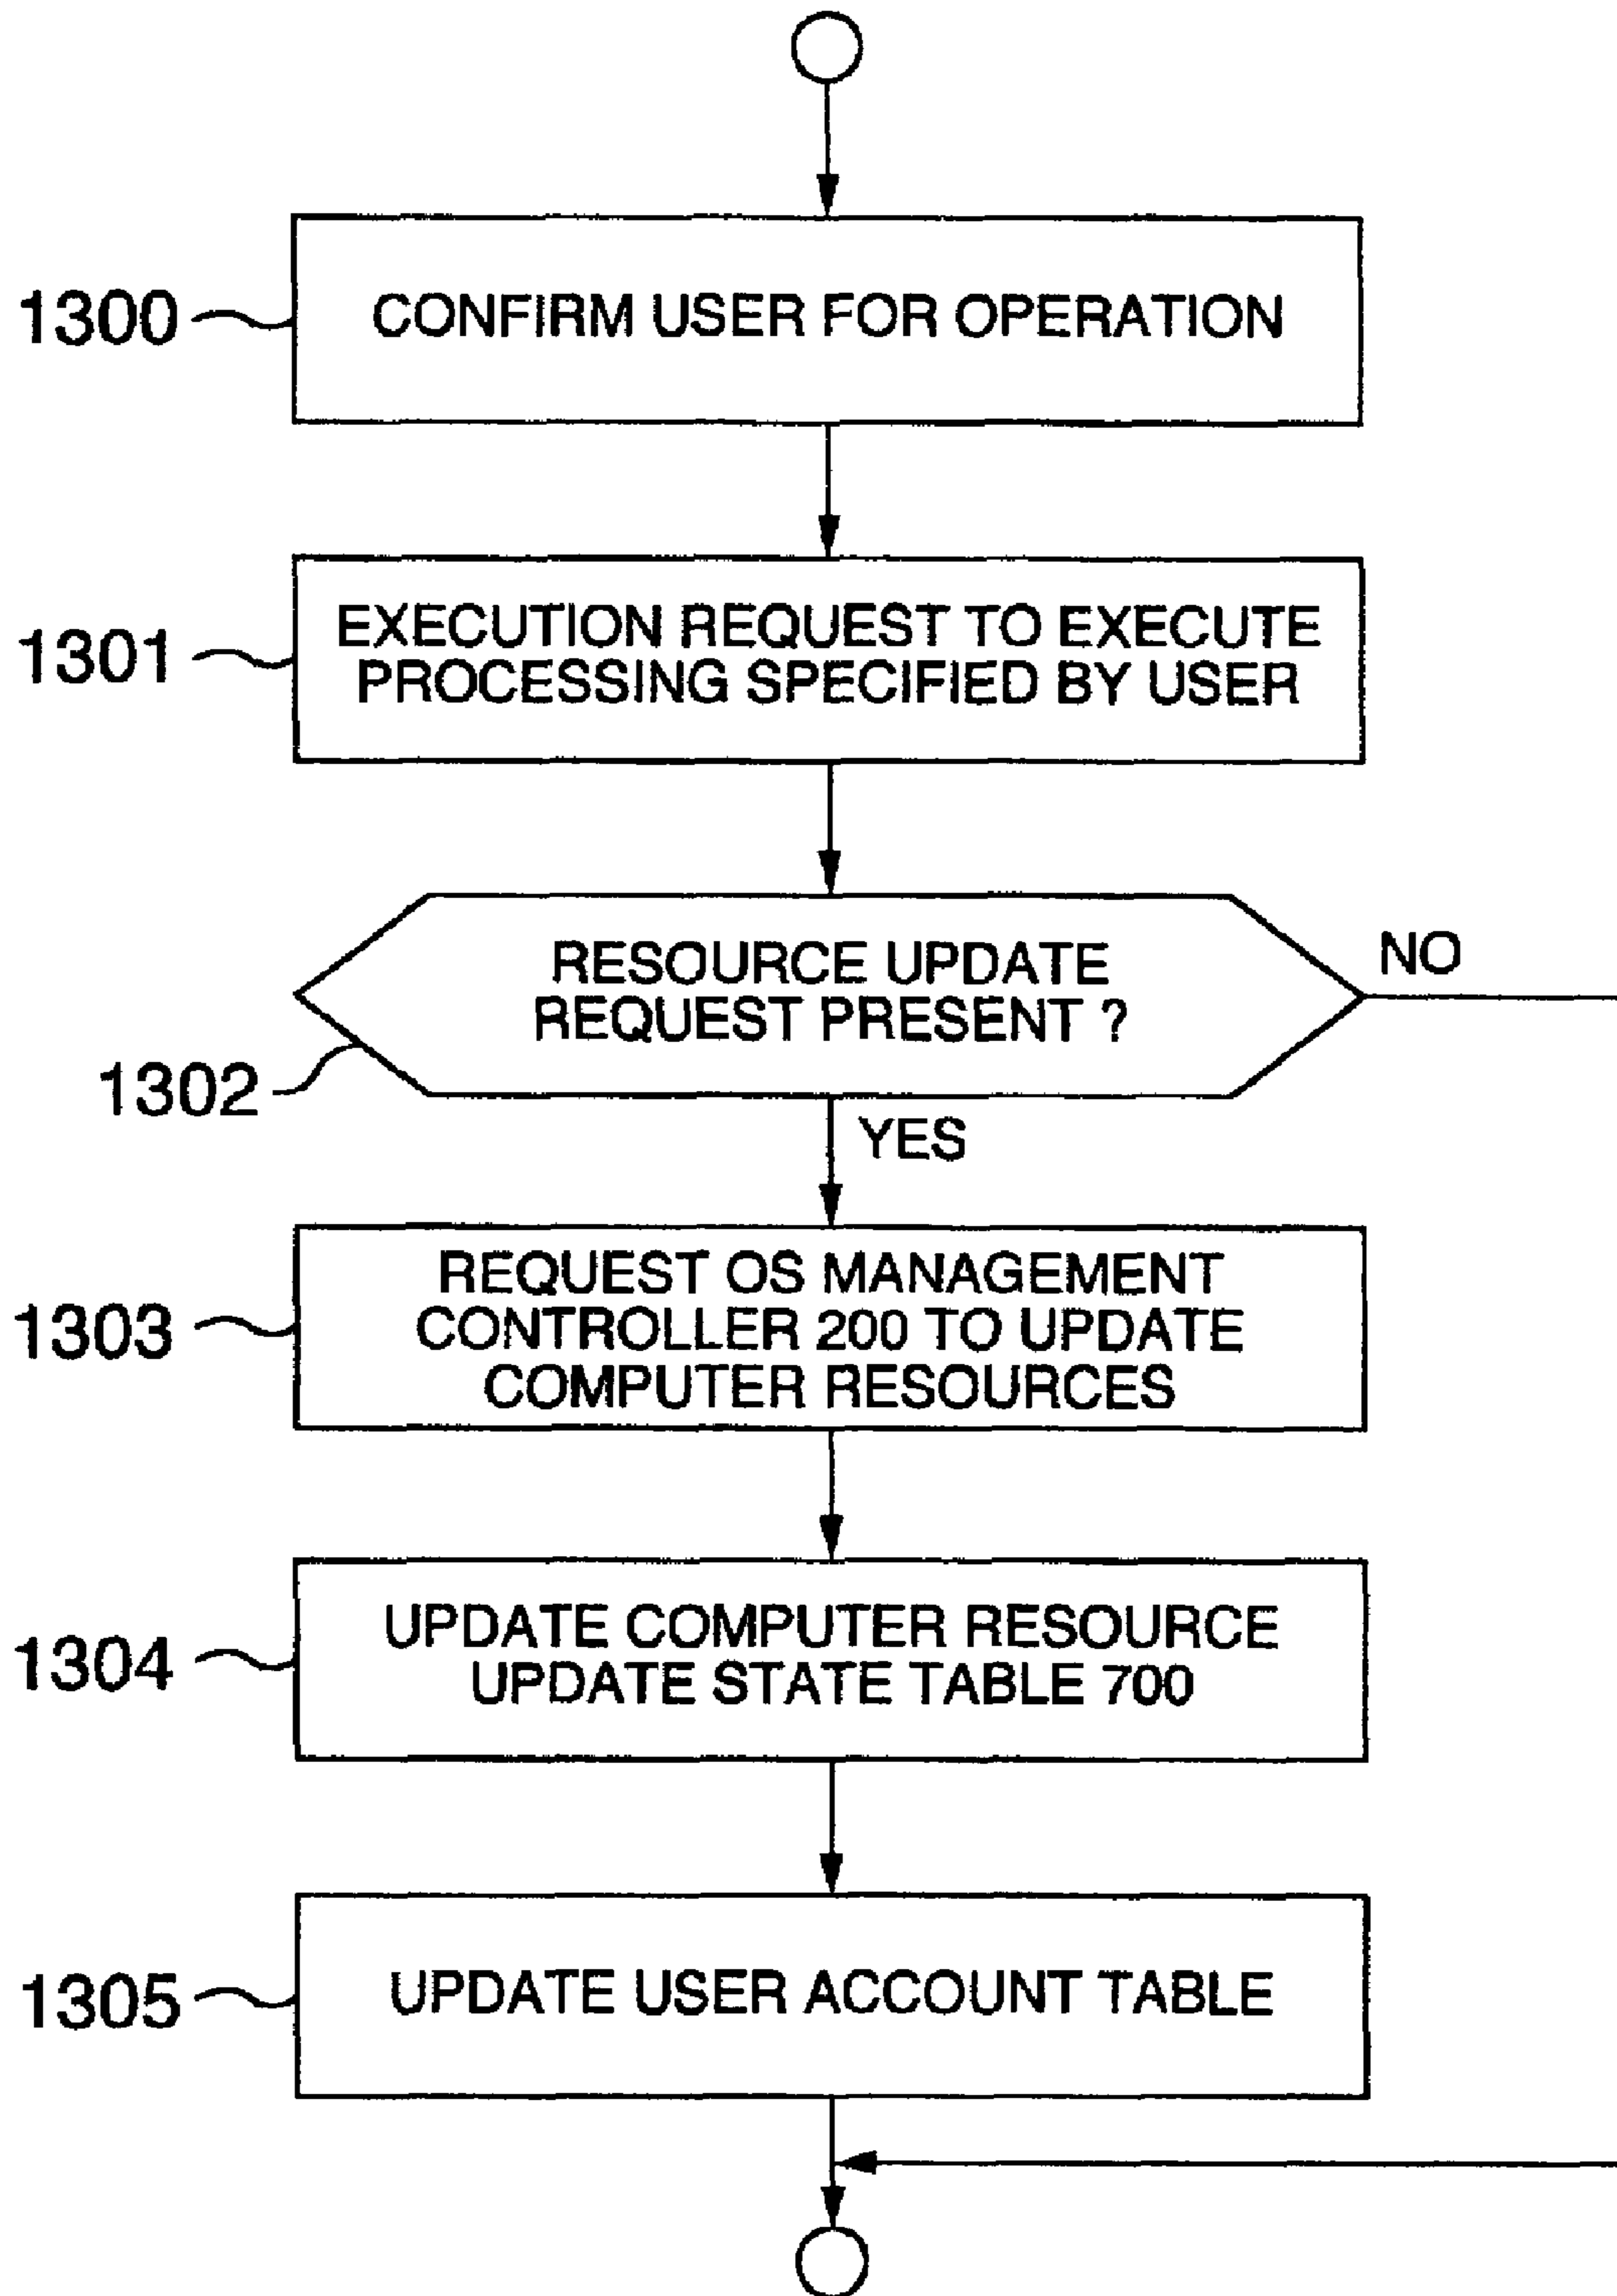 1300
CONFIRM USER FOR OPERATION
1301
EXECUTION REQUEST TO EXECUTE
PROCESSING SPECIFIED BY USER
RESOURCE UPDATE
REQUEST PRESENT ?
NO
1302
YES
1303
REQUEST OS MANAGEMENT
CONTROLLER 200 TO UPDATE
COMPUTER RESOURCES
1304
UPDATE COMPUTER RESOURCE
UPDATE STATE TABLE 700
1305
UPDATE USER ACCOUNT TABLE